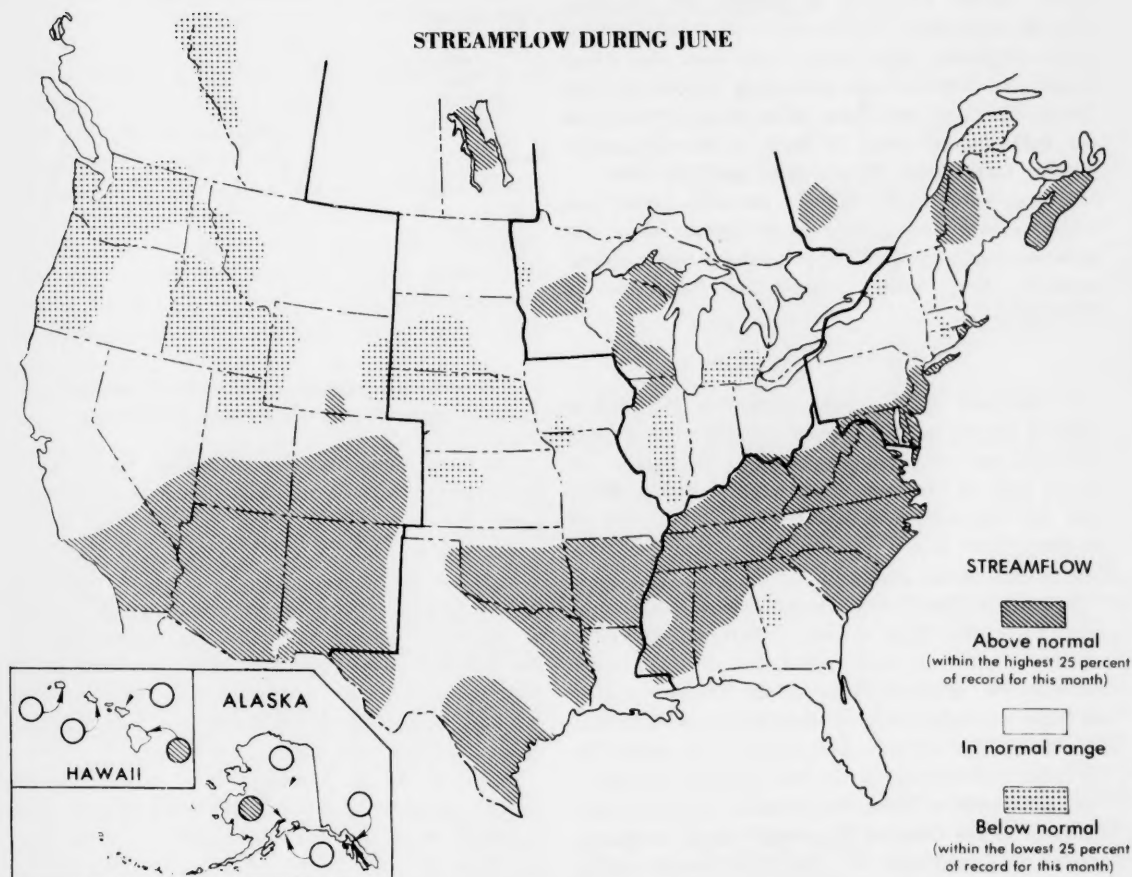 STREAMFLOW DURING JUNE
STREAMFLOW
Above normal
(within the highest 25 percent
of record for this month)
In normal range
Below normal
(within the lowest 25 percent
of record for this month)
HAWAII
ALASKA